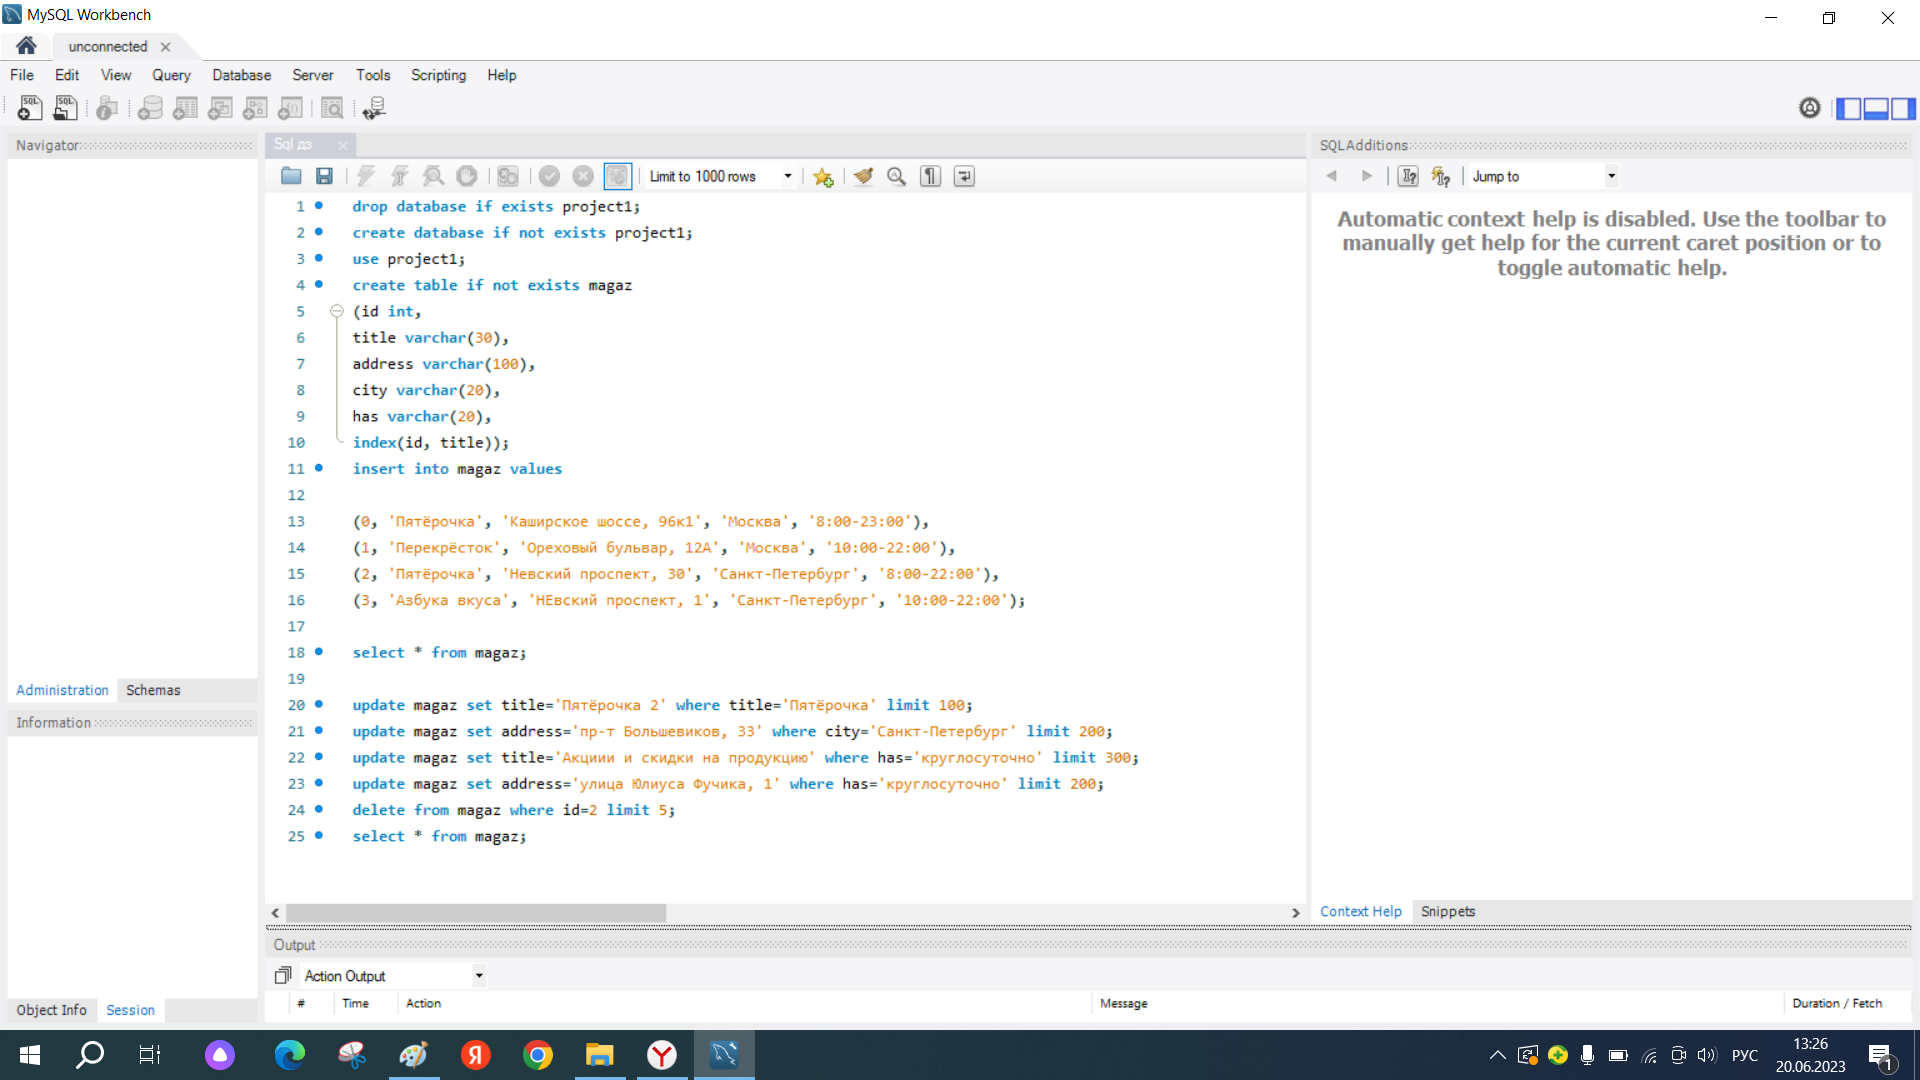 MySQL Workbench
unconnected
File Edit View Query Database Server Tools Scripting Help
Navigator
Sql дз
SQLAdditions
Limit to 1000 rows
Jump to
Automatic context help is disabled. Use the toolbar to
manually get help for the current caret position or to
toggle automatic help.
1 drop database if exists project1;
2 create database if not exists project1;
3 use project1;
4 create table if not exists magaz
5 (id int,
6 title varchar(30),
7 address varchar(100),
8 city varchar(20),
9 has varchar(20),
10 index(id, title));
11 insert into magaz values
12
13 (0, 'Пятёрочка', 'Каширское шоссе, 96к1', 'Москва', '8:00-23:00'),
14 (1, 'Перекрёсток', 'Ореховый бульвар, 12А', 'Москва', '10:00-22:00'),
15 (2, 'Пятёрочка', 'Невский проспект, 30', 'Санкт-Петербург', '8:00-22:00'),
16 (3, 'Азбука вкуса', 'НЕвский проспект, 1', 'Санкт-Петербург', '10:00-22:00');
17
18 select * from magaz;
19
20 update magaz set title='Пятёрочка 2' where title='Пятёрочка' limit 100;
21 update magaz set address='пр-т Большевиков, 33' where city='Санкт-Петербург' limit 200;
22 update magaz set title='Акциии и скидки на продукцию' where has='круглосуточно' limit 300;
23 update magaz set address='улица Юлиуса Фучика, 1' where has='круглосуточно' limit 200;
24 delete from magaz where id=2 limit 5;
25 select * from magaz;
Administration Schemas
Information
Object Info Session
Context Help Snippets
Output
Action Output
# Time Action Message Duration / Fetch
РУС
13:26
20.06.2023
1